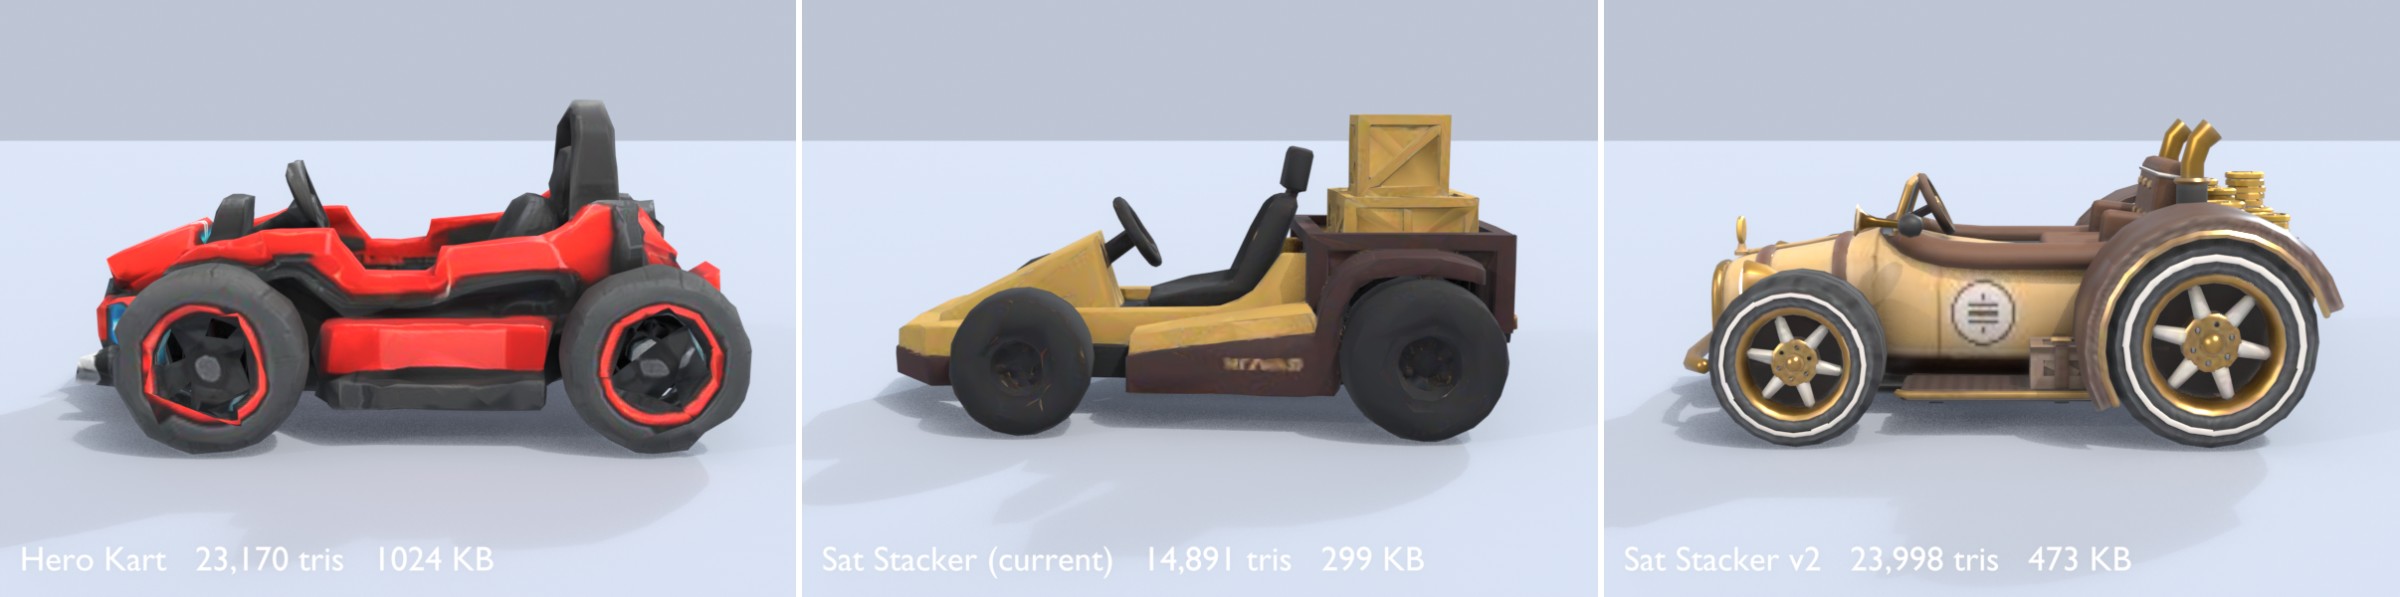 Hero Kart 23,170 tris 1024 KB
Sat Stacker (current) 14,891 tris 299 KB
Sat Stacker v2 23,998 tris 473 KB